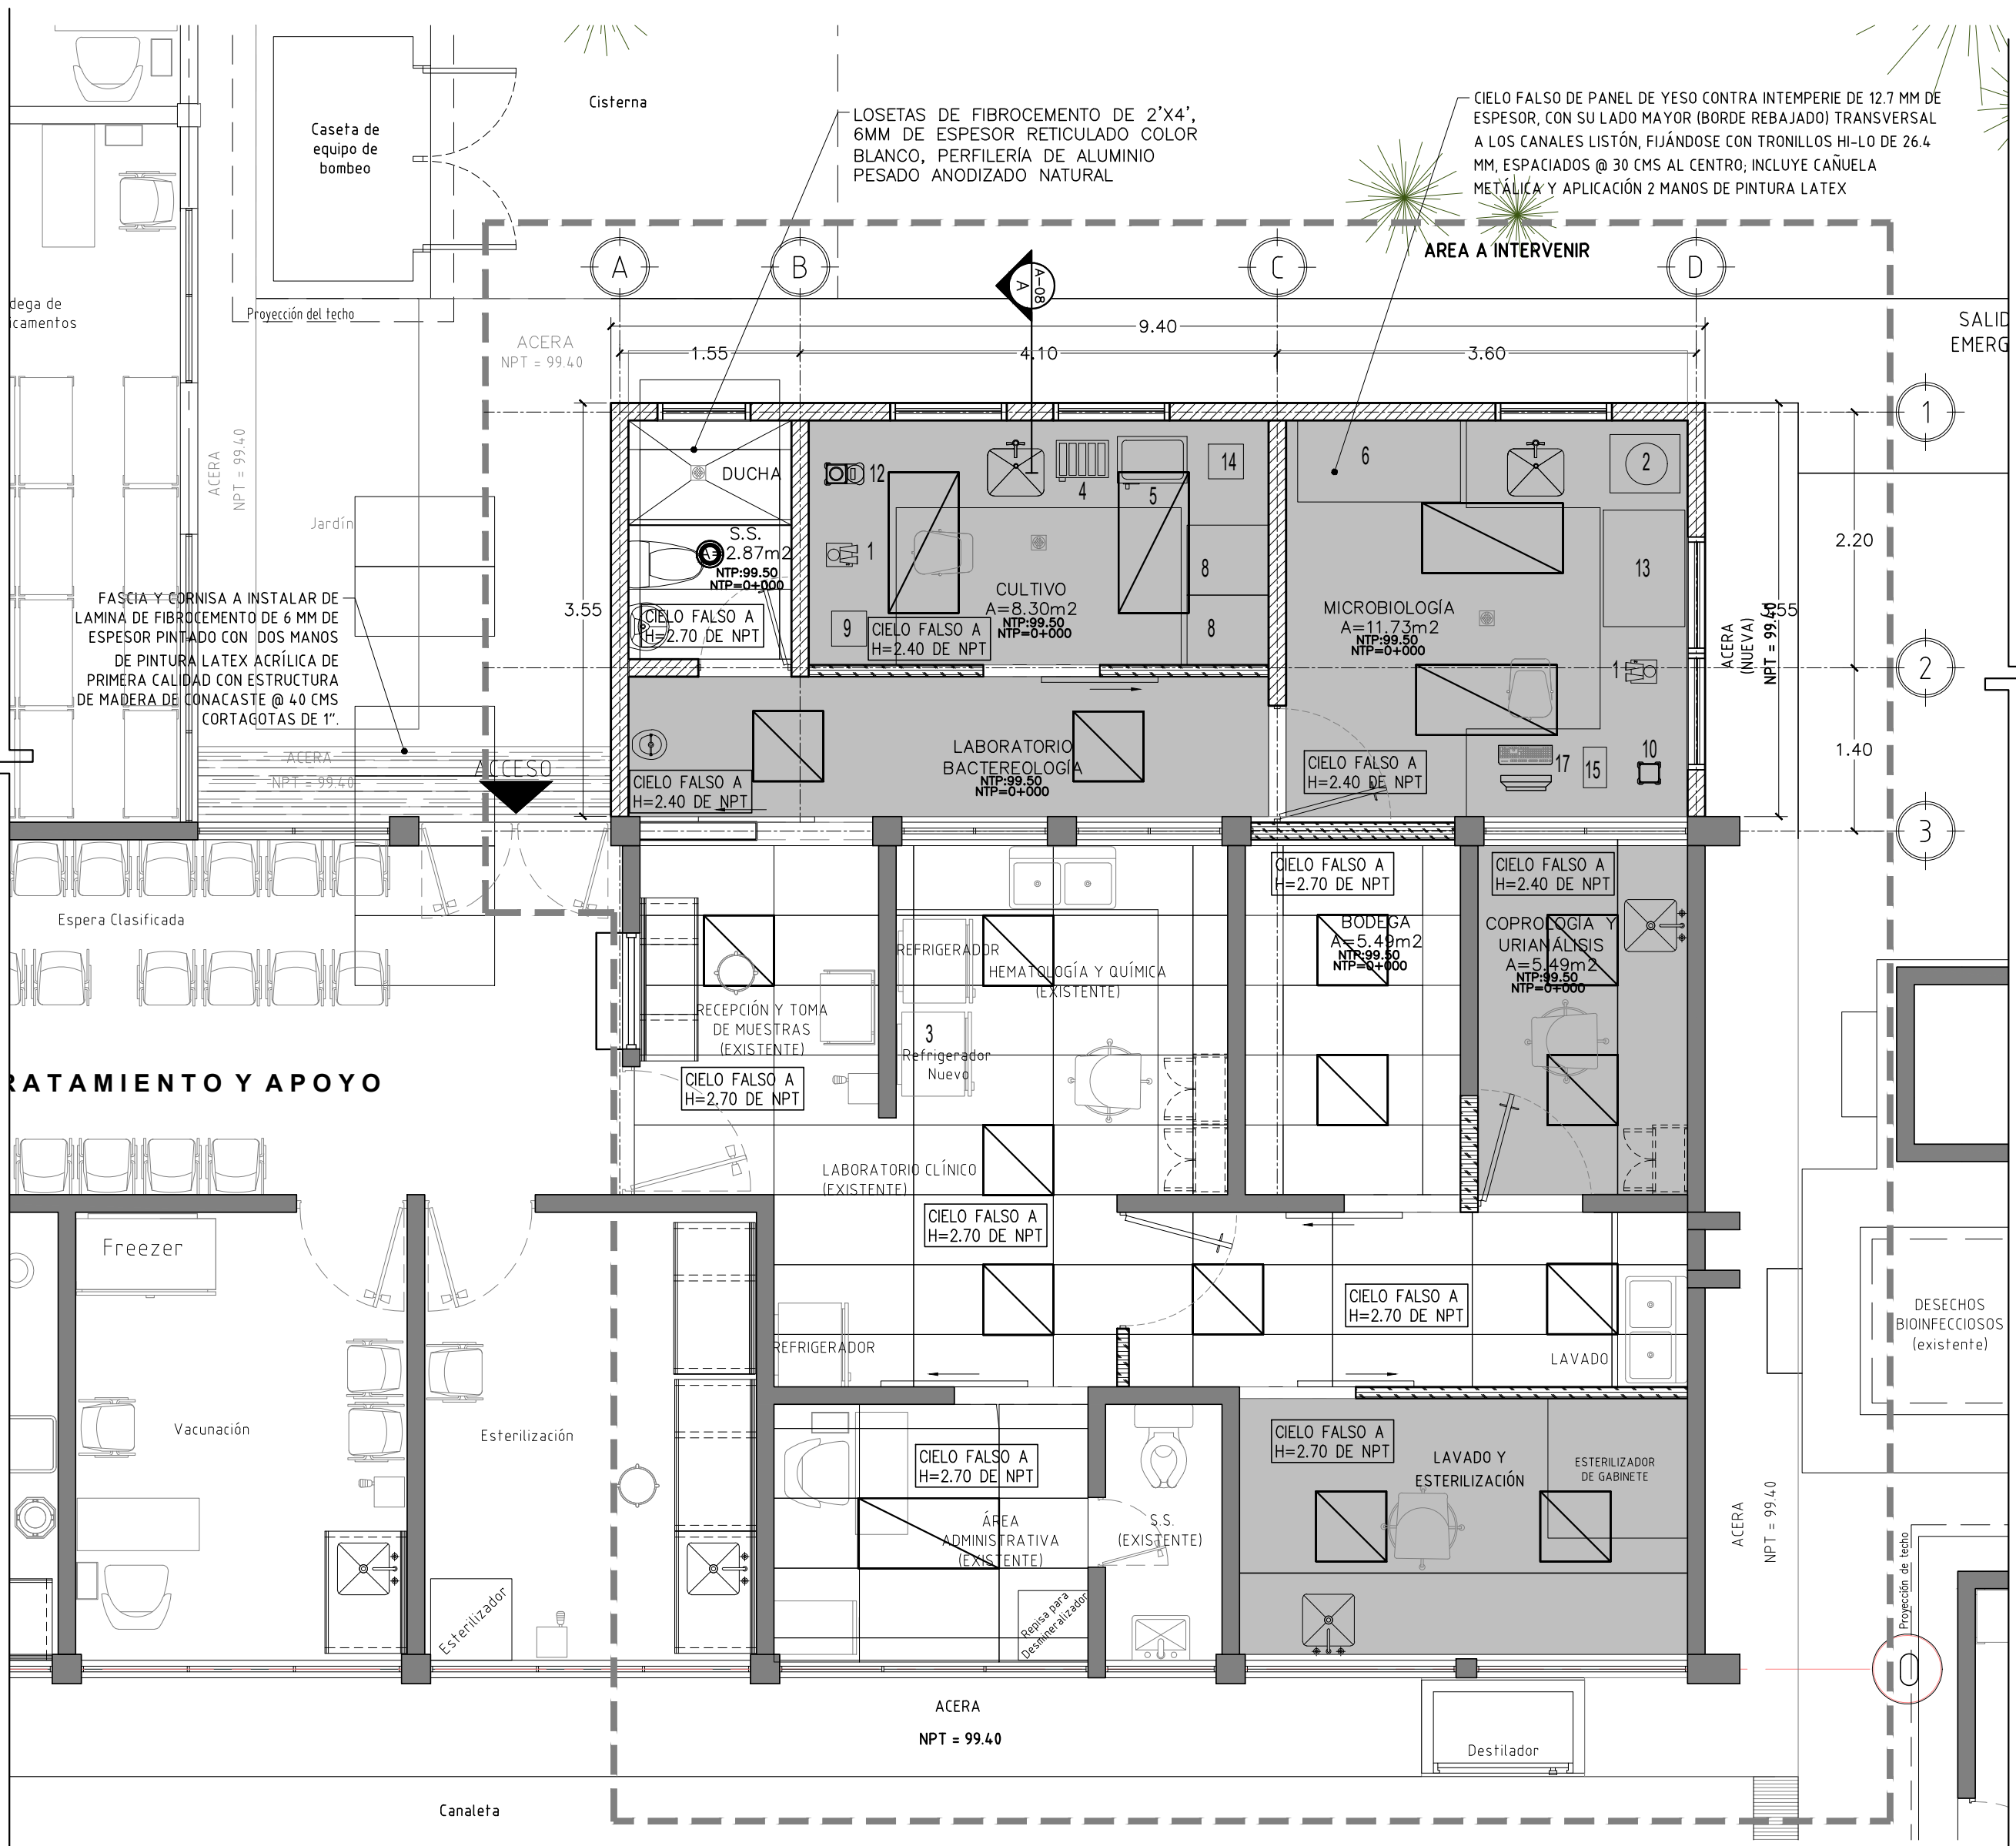 Cisterna
Caseta de
equipo de
bombeo
LOSETAS DE FIBROCEMENTO DE 2'X4',
6MM DE ESPESOR RETICULADO COLOR
BLANCO, PERFILERÍA DE ALUMINIO
PESADO ANODIZADO NATURAL
CIELO FALSO DE PANEL DE YESO CONTRA INTEMPERIE DE 12.7 MM DE
ESPESOR, CON SU LADO MAYOR (BORDE REBAJADO) TRANSVERSAL
A LOS CANALES LISTÓN, FIJÁNDOSE CON TRONILLOS HI-LO DE 26.4
MM, ESPACIADOS @ 30 CMS AL CENTRO; INCLUYE CAÑUELA
METÁLICA Y APLICACIÓN 2 MANOS DE PINTURA LATEX
AREA A INTERVENIR
A
B
C
D
A-08
A
dega de
icamentos
Proyección del techo
ACERA
NPT = 99.40
SALID
EMERG
9.40
1.55
4.10
3.60
1
2
3
2.20
1.40
3.55
3.55
ACERA
NPT = 99.40
Jardín
DUCHA
S.S.
A=2.87m2
NTP:99.50
NTP=0+000
CIELO FALSO A
H=2.70 DE NPT
12
4
5
14
1
8
8
9
CULTIVO
A=8.30m2
NTP:99.50
NTP=0+000
CIELO FALSO A
H=2.40 DE NPT
6
2
13
MICROBIOLOGÍA
A=11.73m2
NTP:99.50
NTP=0+000
1
17
15
10
CIELO FALSO A
H=2.40 DE NPT
ACERA
(NUEVA)
NPT = 99.40
FASCIA Y CORNISA A INSTALAR DE
LAMINA DE FIBROCEMENTO DE 6 MM DE
ESPESOR PINTADO CON DOS MANOS
DE PINTURA LATEX ACRÍLICA DE
PRIMERA CALIDAD CON ESTRUCTURA
DE MADERA DE CONACASTE @ 40 CMS
CORTAGOTAS DE 1".
ACERA
NPT = 99.40
ACCESO
LABORATORIO
BACTEREOLOGÍA
NTP:99.50
NTP=0+000
CIELO FALSO A
H=2.40 DE NPT
Espera Clasificada
RATAMIENTO Y APOYO
RECEPCIÓN Y TOMA
DE MUESTRAS
(EXISTENTE)
CIELO FALSO A
H=2.70 DE NPT
REFRIGERADOR
HEMATOLOGÍA Y QUÍMICA
(EXISTENTE)
3
Refrigerador
Nuevo
CIELO FALSO A
H=2.70 DE NPT
BODEGA
A=5.49m2
NTP:99.50
NTP=0+000
CIELO FALSO A
H=2.40 DE NPT
COPROLOGÍA Y
URIANÁLISIS
A=5.49m2
NTP:99.50
NTP=0+000
LABORATORIO CLÍNICO
(EXISTENTE)
CIELO FALSO A
H=2.70 DE NPT
CIELO FALSO A
H=2.70 DE NPT
REFRIGERADOR
LAVADO
DESECHOS
BIOINFECCIOSOS
(existente)
Freezer
Vacunación
Esterilización
Esterilizador
CIELO FALSO A
H=2.70 DE NPT
ÁREA
ADMINISTRATIVA
(EXISTENTE)
Repisa para
Desmineralizador
S.S.
(EXISTENTE)
CIELO FALSO A
H=2.70 DE NPT
LAVADO Y
ESTERILIZACIÓN
ESTERILIZADOR
DE GABINETE
ACERA
NPT = 99.40
Proyección de techo
0
ACERA
NPT = 99.40
Destilador
Canaleta